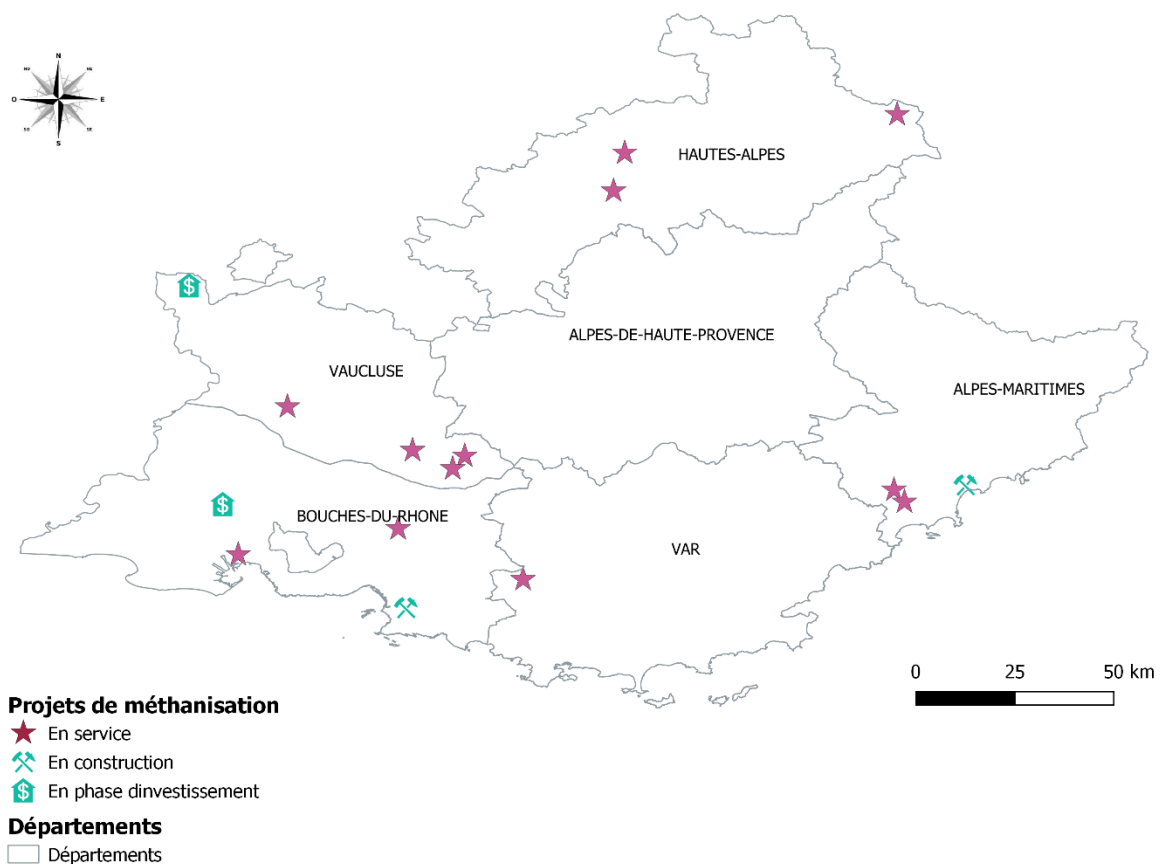 N
O
E
S
HAUTES-ALPES
ALPES-DE-HAUTE-PROVENCE
VAUCLUSE
ALPES-MARITIMES
BOUCHES-DU-RHONE
VAR
0 25 50 km
Projets de méthanisation
En service
En construction
En phase dinvestissement
Départements
Départements